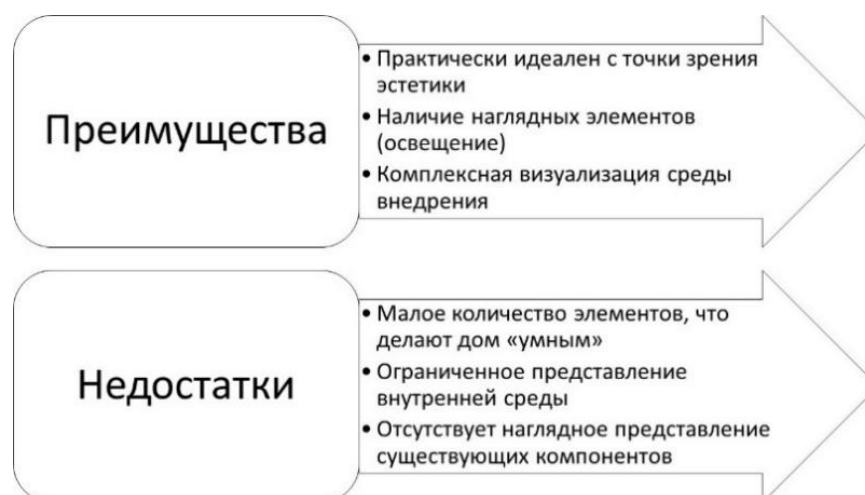 Преимущества
• Практически идеален с точки зрения
эстетики
• Наличие наглядных элементов
(освещение)
• Комплексная визуализация среды
внедрения
Недостатки
• Малое количество элементов, что
делают дом «умным»
• Ограниченное представление
внутренней среды
• Отсутствует наглядное представление
существующих компонентов